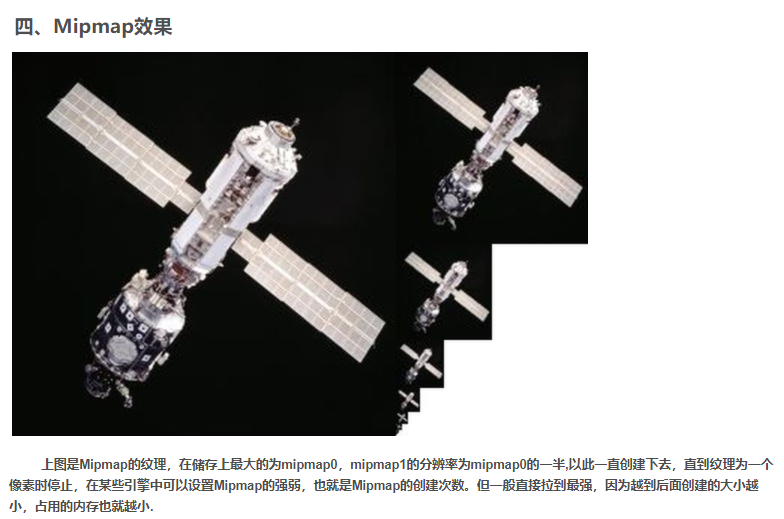 四、Mipmap效果
上图是Mipmap的纹理，在储存上最大的为mipmap0，mipmap1的分辨率为mipmap0的一半,以此一直创建下去，直到纹理为一个
像素时停止，在某些引擎中可以设置Mipmap的强弱，也就是Mipmap的创建次数。但一般直接拉到最强，因为越到后面创建的大小越
小，占用的内存也就越小.